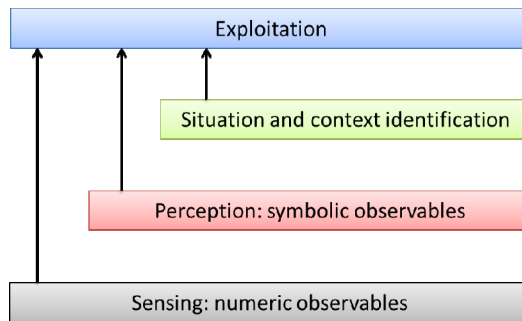 Exploitation
Situation and context identification
Perception: symbolic observables
Sensing: numeric observables